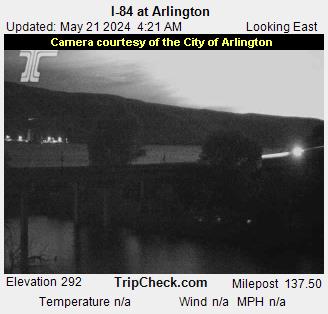 I-84 at Arlington
Updated: May 21 2024 4:21 AM Looking East
Camera courtesy of the City of Arlington
Elevation 292 TripCheck.com Milepost 137.50
Temperature n/a Wind n/a MPH n/a